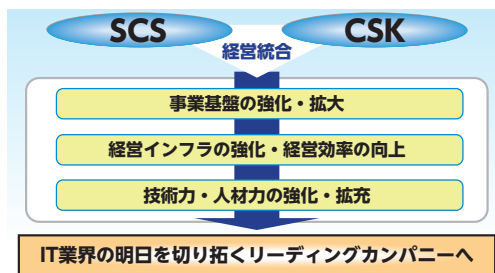 SCS CSK
経営統合
事業基盤の強化・拡大
経営インフラの強化・経営効率の向上
技術力・人材力の強化・拡充
IT業界の明日を切り拓くリーディングカンパニーへ